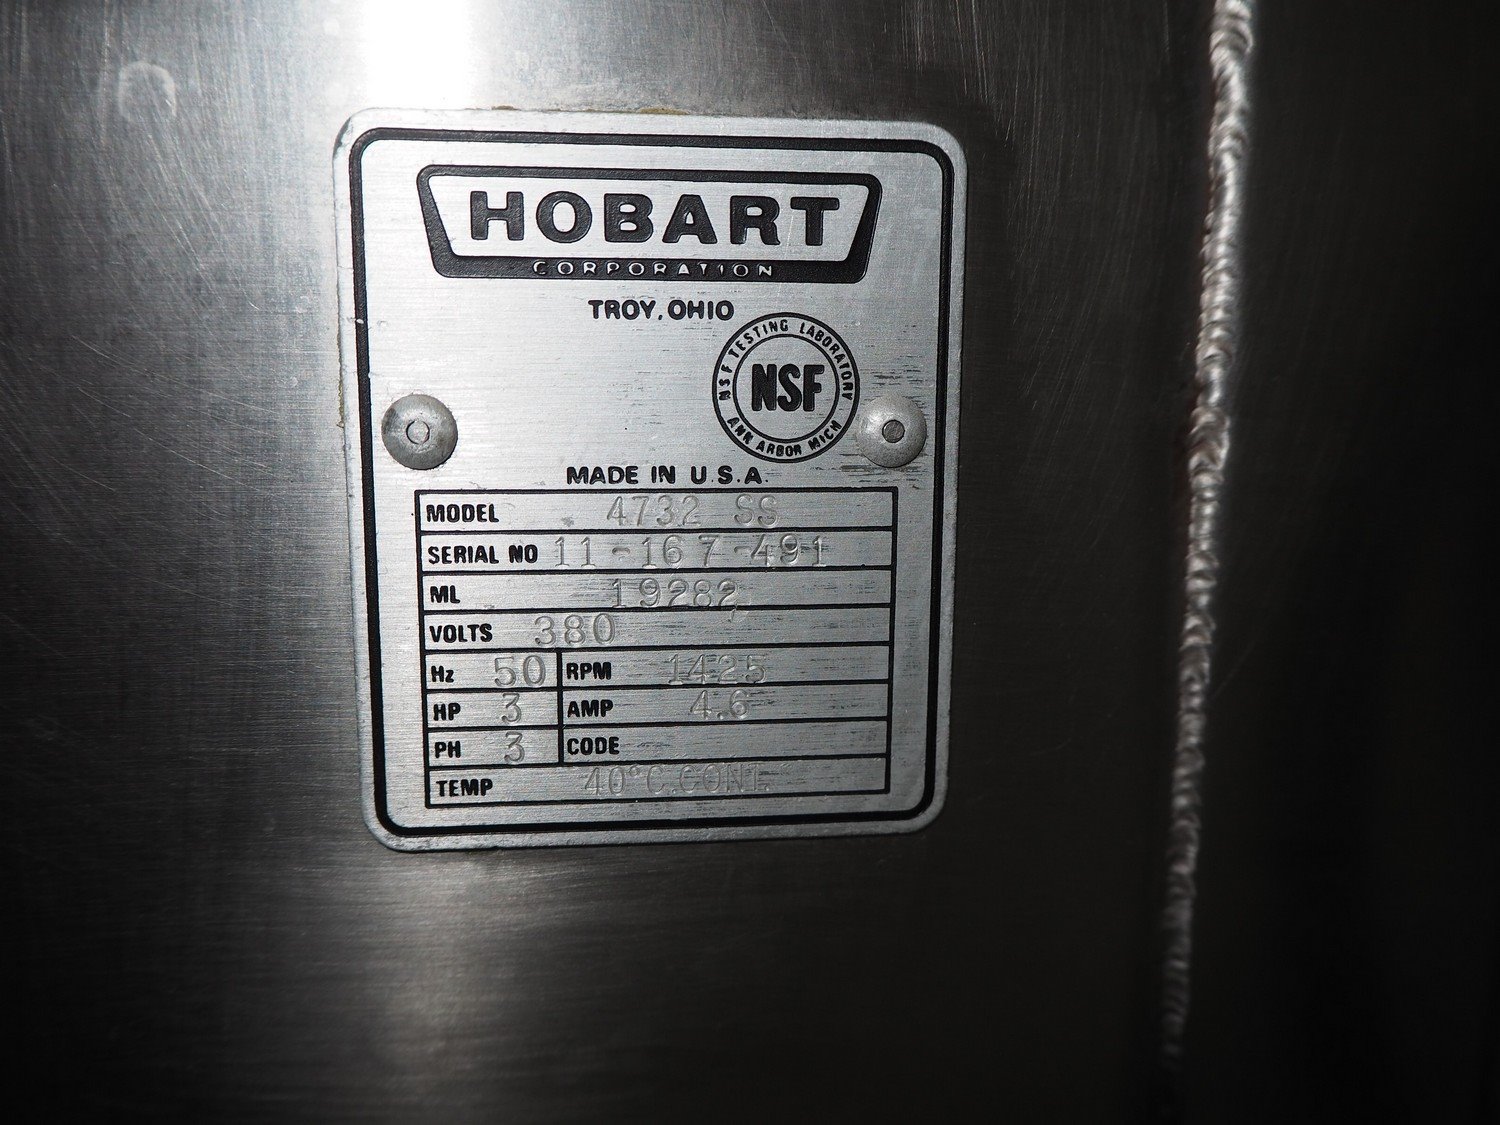 HOBART
CORPORATION
TROY, OHIO
NSF TESTING LABORATORY
NSF
ANN ARBOR MICH
MADE IN U.S.A.
MODEL 4732 SS
SERIAL NO 11-167-491
ML 19282
VOLTS 380
Hz 50 RPM 1425
HP 3 AMP 4.6
PH 3 CODE
TEMP 40°C.CONT.